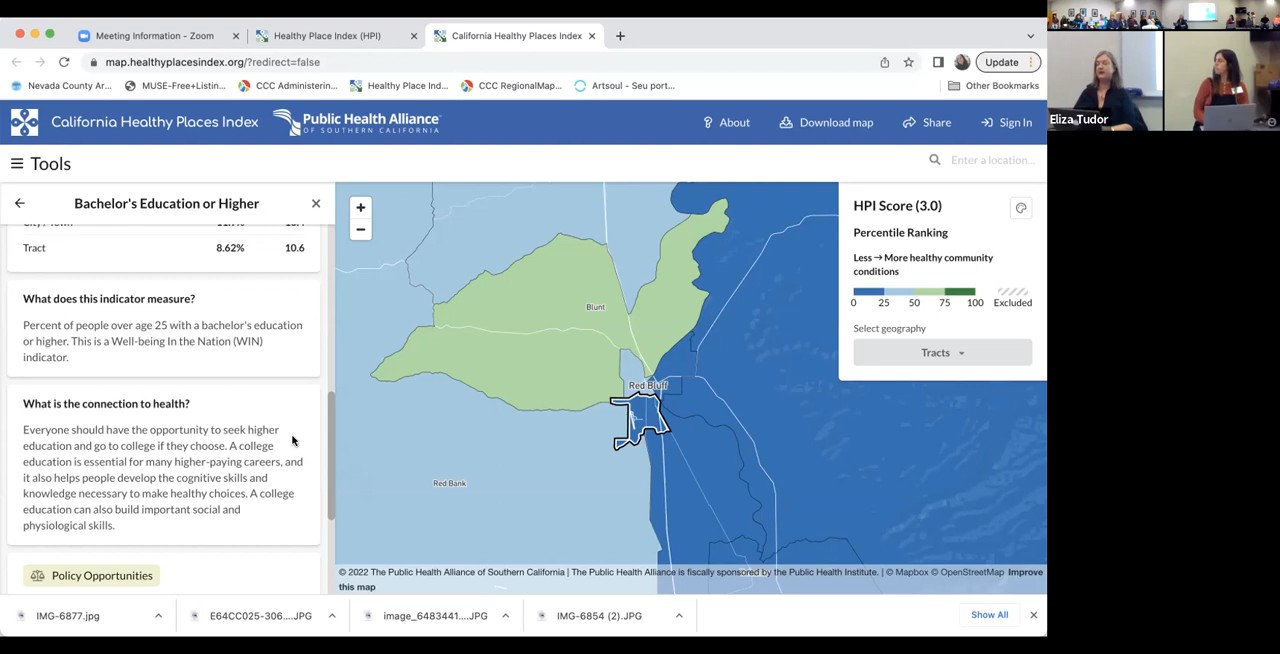 Meeting Information - Zoom
Healthy Place Index (HPI)
California Healthy Places Index
map.healthyplacesindex.org/?redirect=false
Update
Nevada County Ar...
MUSE-Free+Listin...
CCC Administerin...
Healthy Place Ind...
CCC RegionalMap...
Artsoul - Seu port...
Other Bookmarks
California Healthy Places Index
Public Health Alliance
OF SOUTHERN CALIFORNIA
About
Download map
Share
Sign In
Tools
Enter a location...
Bachelor's Education or Higher
Tract 8.62% 10.6
What does this indicator measure?
Percent of people over age 25 with a bachelor's education
or higher. This is a Well-being In the Nation (WIN)
indicator.
What is the connection to health?
Everyone should have the opportunity to seek higher
education and go to college if they choose. A college
education is essential for many higher-paying careers, and
it also helps people develop the cognitive skills and
knowledge necessary to make healthy choices. A college
education can also build important social and
physiological skills.
Policy Opportunities
Blunt
Red Bluff
Red Bank
HPI Score (3.0)
Percentile Ranking
Less → More healthy community
conditions
0 25 50 75 100 Excluded
Select geography
Tracts
© 2022 The Public Health Alliance of Southern California | The Public Health Alliance is fiscally sponsored by the Public Health Institute. | © Mapbox © OpenStreetMap Improve
this map
IMG-6877.jpg
E64CC025-306....JPG
image_6483441....JPG
IMG-6854 (2).JPG
Show All
Eliza Tudor